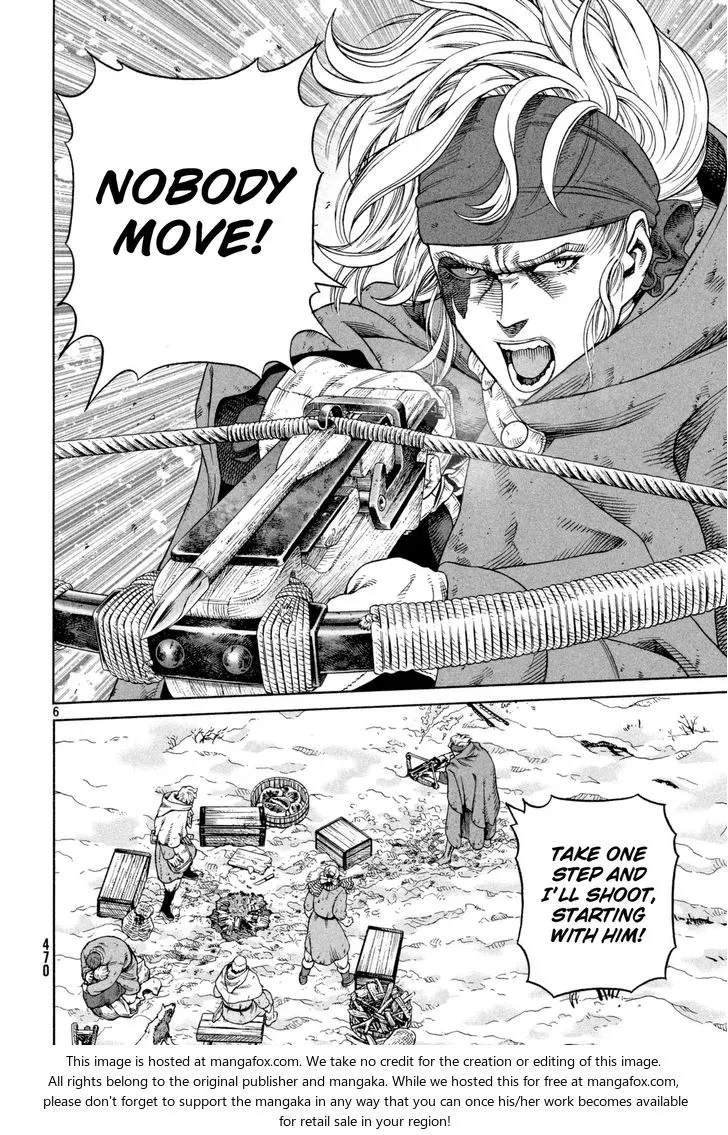 NOBODY
MOVE!
6
TAKE ONE
STEP AND
I'LL SHOOT,
STARTING
WITH HIM!
470
This image is hosted at mangafox.com. We take no credit for the creation or editing of this image.
All rights belong to the original publisher and mangaka. While we hosted this for free at mangafox.com,
please don't forget to support the mangaka in any way that you can once his/her work becomes available
for retail sale in your region!